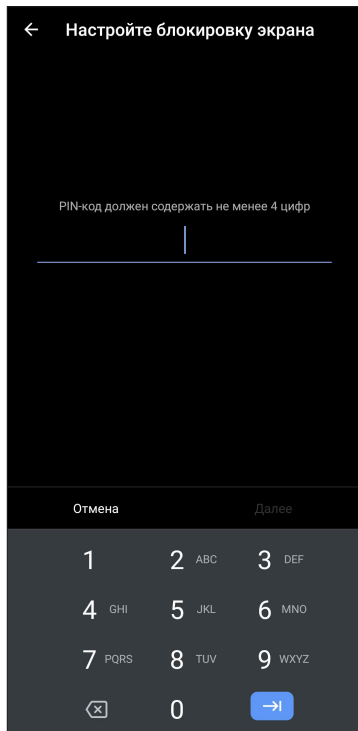 Настройте блокировку экрана
PIN-код должен содержать не менее 4 цифр
Отмена Далее
1 2 ABC 3 DEF
4 GHI 5 JKL 6 MNO
7 PQRS 8 TUV 9 WXYZ
0